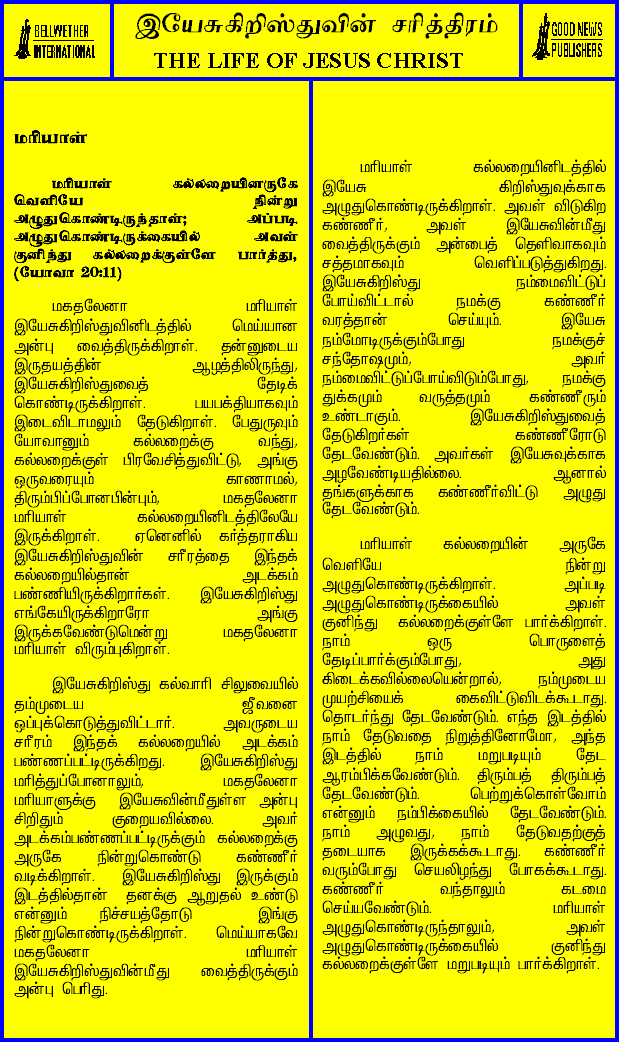 BELLWETHER
INTERNATIONAL
இயேசுகிறிஸ்துவின் சரித்திரம்
THE LIFE OF JESUS CHRIST
GOOD NEWS
PUBLISHERS
மரியாள்
மரியாள் கல்லறையினருகே
வெளியே நின்று
அழுதுகொண்டிருந்தாள்; அப்படி
அழுதுகொண்டிருக்கையில் அவள்
குனிந்து கல்லறைக்குள்ளே பார்த்து,
(யோவா 20:11)
மகதலேனா மரியாள்
இயேசுகிறிஸ்துவினிடத்தில் மெய்யான
அன்பு வைத்திருக்கிறாள். தன்னுடைய
இருதயத்தின் ஆழத்திலிருந்து,
இயேசுகிறிஸ்துவைத் தேடிக்
கொண்டிருக்கிறாள். பயபக்தியாகவும்
இடைவிடாமலும் தேடுகிறாள். பேதுருவும்
யோவானும் கல்லறைக்கு வந்து,
கல்லறைக்குள் பிரவேசித்துவிட்டு, அங்கு
ஒருவரையும் காணாமல்,
திரும்பிப்போனபின்பும், மகதலேனா
மரியாள் கல்லறையினிடத்திலேயே
இருக்கிறாள். ஏனெனில் கர்த்தராகிய
இயேசுகிறிஸ்துவின் சரீரத்தை இந்தக்
கல்லறையில்தான் அடக்கம்
பண்ணியிருக்கிறார்கள். இயேசுகிறிஸ்து
எங்கேயிருக்கிறாரோ அங்கு
இருக்கவேண்டுமென்று மகதலேனா
மரியாள் விரும்புகிறாள்.
இயேசுகிறிஸ்து கல்வாரி சிலுவையில்
தம்முடைய ஜீவனை
ஒப்புக்கொடுத்துவிட்டார். அவருடைய
சரீரம் இந்தக் கல்லறையில் அடக்கம்
பண்ணப்பட்டிருக்கிறது. இயேசுகிறிஸ்து
மரித்துப்போனாலும், மகதலேனா
மரியாளுக்கு இயேசுவின்மீதுள்ள அன்பு
சிறிதும் குறையவில்லை. அவர்
அடக்கம்பண்ணப்பட்டிருக்கும் கல்லறைக்கு
அருகே நின்றுகொண்டு கண்ணீர்
வடிக்கிறாள். இயேசுகிறிஸ்து இருக்கும்
இடத்தில்தான் தனக்கு ஆறுதல் உண்டு
என்னும் நிச்சயத்தோடு இங்கு
நின்றுகொண்டிருக்கிறாள். மெய்யாகவே
மகதலேனா மரியாள்
இயேசுகிறிஸ்துவின்மீது வைத்திருக்கும்
அன்பு பெரிது.
மரியாள் கல்லறையினிடத்தில்
இயேசு கிறிஸ்துவுக்காக
அழுதுகொண்டிருக்கிறாள். அவள் விடுகிற
கண்ணீர், அவள் இயேசுவின்மீது
வைத்திருக்கும் அன்பைத் தெளிவாகவும்
சத்தமாகவும் வெளிப்படுத்துகிறது.
இயேசுகிறிஸ்து நம்மைவிட்டுப்
போய்விட்டால் நமக்கு கண்ணீர்
வரத்தான் செய்யும். இயேசு
நம்மோடிருக்கும்போது நமக்குச்
சந்தோஷமும், அவர்
நம்மைவிட்டுப்போய்விடும்போது, நமக்கு
துக்கமும் வருத்தமும் கண்ணீரும்
உண்டாகும். இயேசுகிறிஸ்துவைத்
தேடுகிறர்கள் கண்ணீரோடு
தேடவேண்டும். அவர்கள் இயேசுவுக்காக
அழவேண்டியதில்லை. ஆனால்
தங்களுக்காக கண்ணீர்விட்டு அழுது
தேடவேண்டும்.
மரியாள் கல்லறையின் அருகே
வெளியே நின்று
அழுதுகொண்டிருக்கிறாள். அப்படி
அழுதுகொண்டிருக்கையில் அவள்
குனிந்து கல்லறைக்குள்ளே பார்க்கிறாள்.
நாம் ஒரு பொருளைத்
தேடிப்பார்க்கும்போது, அது
கிடைக்கவில்லையென்றால், நம்முடைய
முயற்சியைக் கைவிட்டுவிடக்கூடாது.
தொடர்ந்து தேடவேண்டும். எந்த இடத்தில்
நாம் தேடுவதை நிறுத்தினோமோ, அந்த
இடத்தில் நாம் மறுபடியும் தேட
ஆரம்பிக்கவேண்டும். திரும்பத் திரும்பத்
தேடவேண்டும். பெற்றுக்கொள்வோம்
என்னும் நம்பிக்கையில் தேடவேண்டும்.
நாம் அழுவது, நாம் தேடுவதற்குத்
தடையாக இருக்கக்கூடாது. கண்ணீர்
வரும்போது செயலிழந்து போகக்கூடாது.
கண்ணீர் வந்தாலும் கடமை
செய்யவேண்டும். மரியாள்
அழுதுகொண்டிருந்தாலும், அவள்
அழுதுகொண்டிருக்கையில் குனிந்து
கல்லறைக்குள்ளே மறுபடியும் பார்க்கிறாள்.